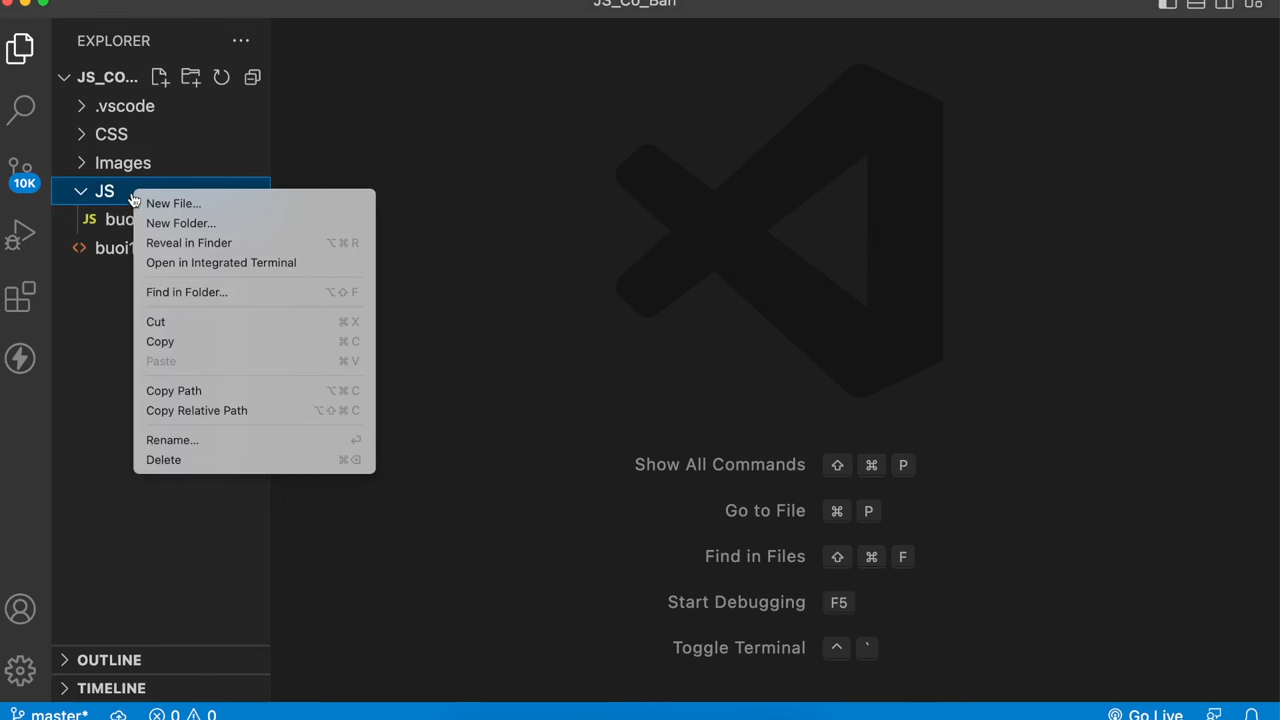 JS_Co_Ban
EXPLORER
JS_CO...
.vscode
CSS
Images
JS
JS
10K
New File...
New Folder...
Reveal in Finder ⌥⌘R
Open in Integrated Terminal
Find in Folder... ⌥⇧F
Cut ⌘X
Copy ⌘C
Paste ⌘V
Copy Path ⌥⌘C
Copy Relative Path ⌥⇧⌘C
Rename... ↩
Delete ⌘⌫
Show All Commands ⇧ ⌘ P
Go to File ⌘ P
Find in Files ⇧ ⌘ F
Start Debugging F5
Toggle Terminal ^ `
OUTLINE
TIMELINE
master* 0 0 Go Live